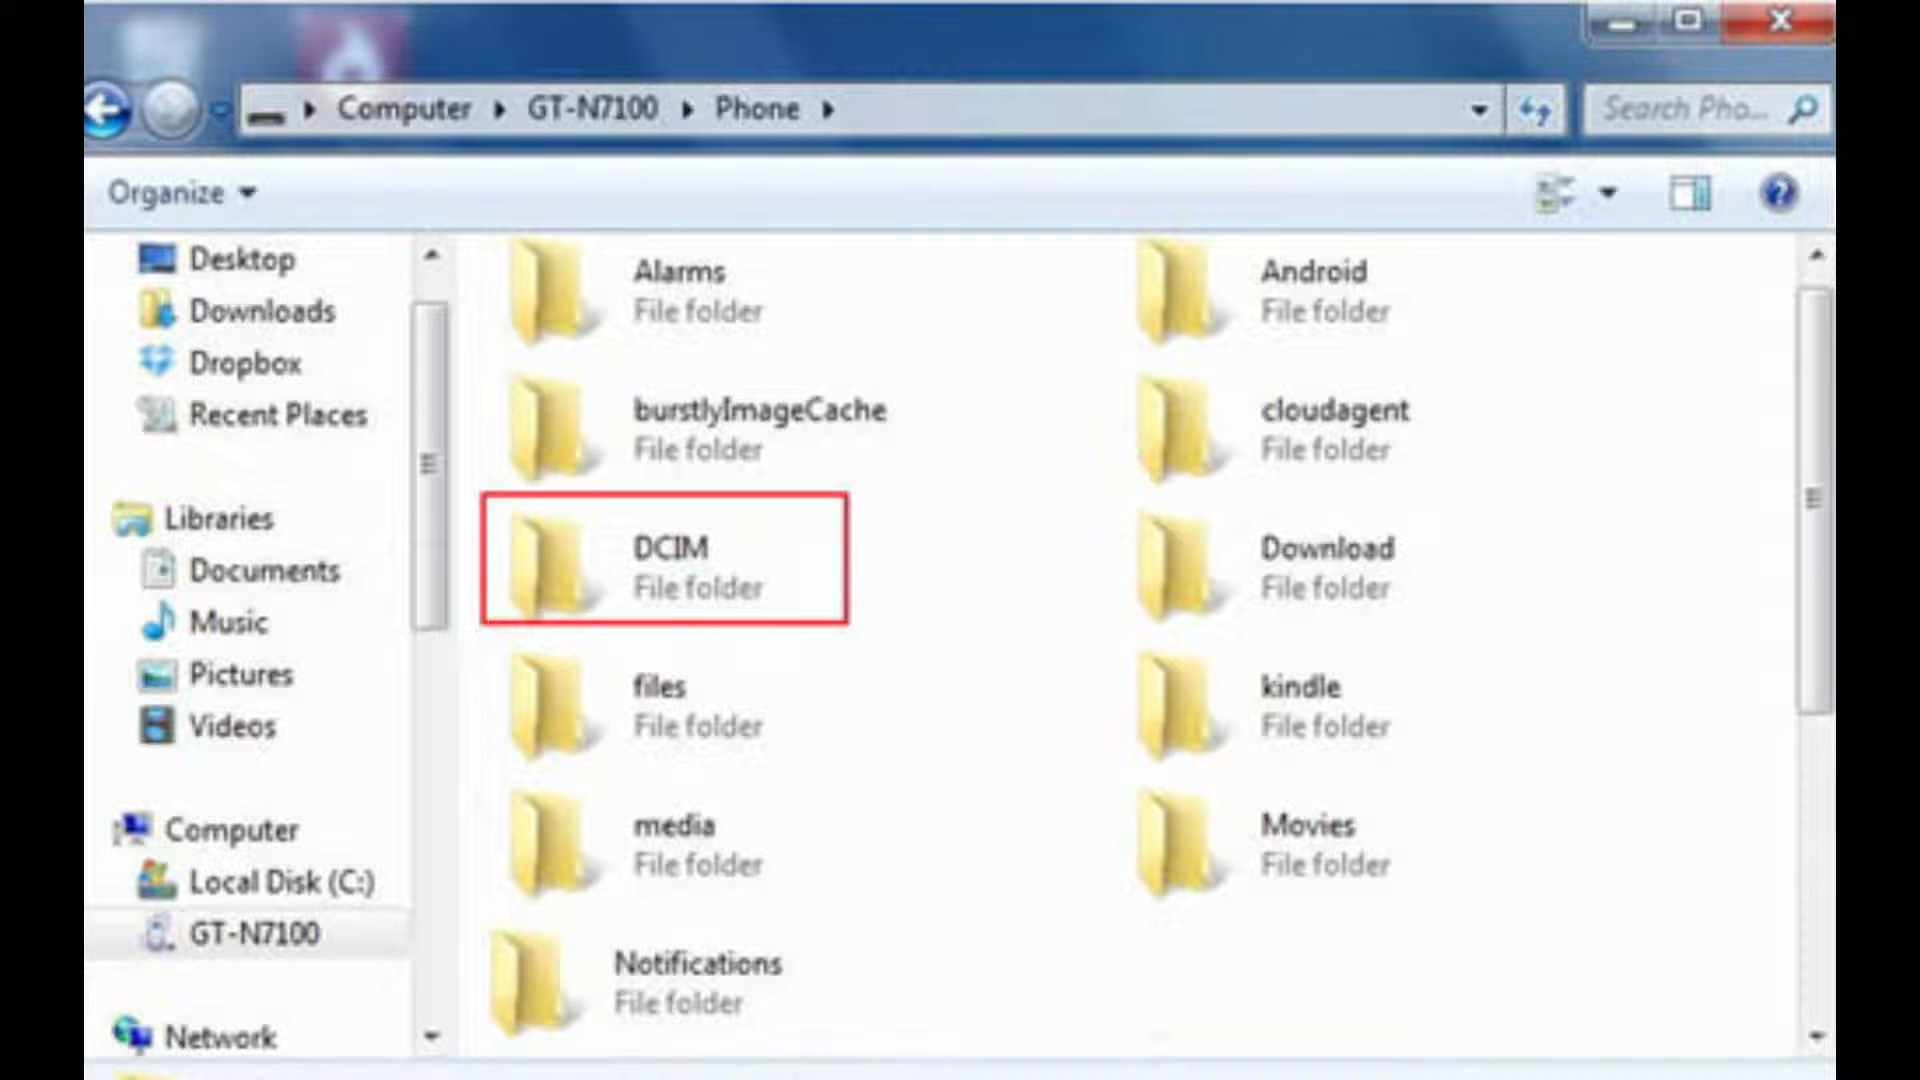 Computer GT-N7100 Phone
Search Pho...
Organize
Desktop
Downloads
Dropbox
Recent Places
Libraries
Documents
Music
Pictures
Videos
Computer
Local Disk (C:)
GT-N7100
Network
Alarms
File folder
Android
File folder
burstlyImageCache
File folder
cloudagent
File folder
DCIM
File folder
Download
File folder
files
File folder
kindle
File folder
media
File folder
Movies
File folder
Notifications
File folder